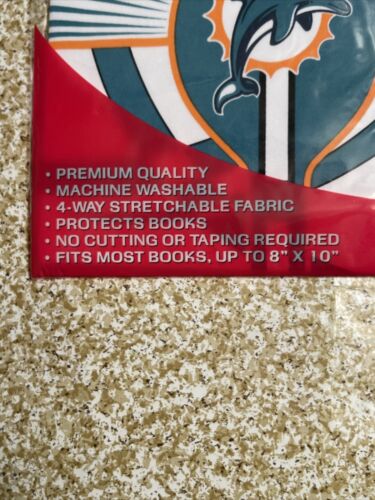 • PREMIUM QUALITY
• MACHINE WASHABLE
• 4-WAY STRETCHABLE FABRIC
• PROTECTS BOOKS
• NO CUTTING OR TAPING REQUIRED
• FITS MOST BOOKS, UP TO 8" X 10"